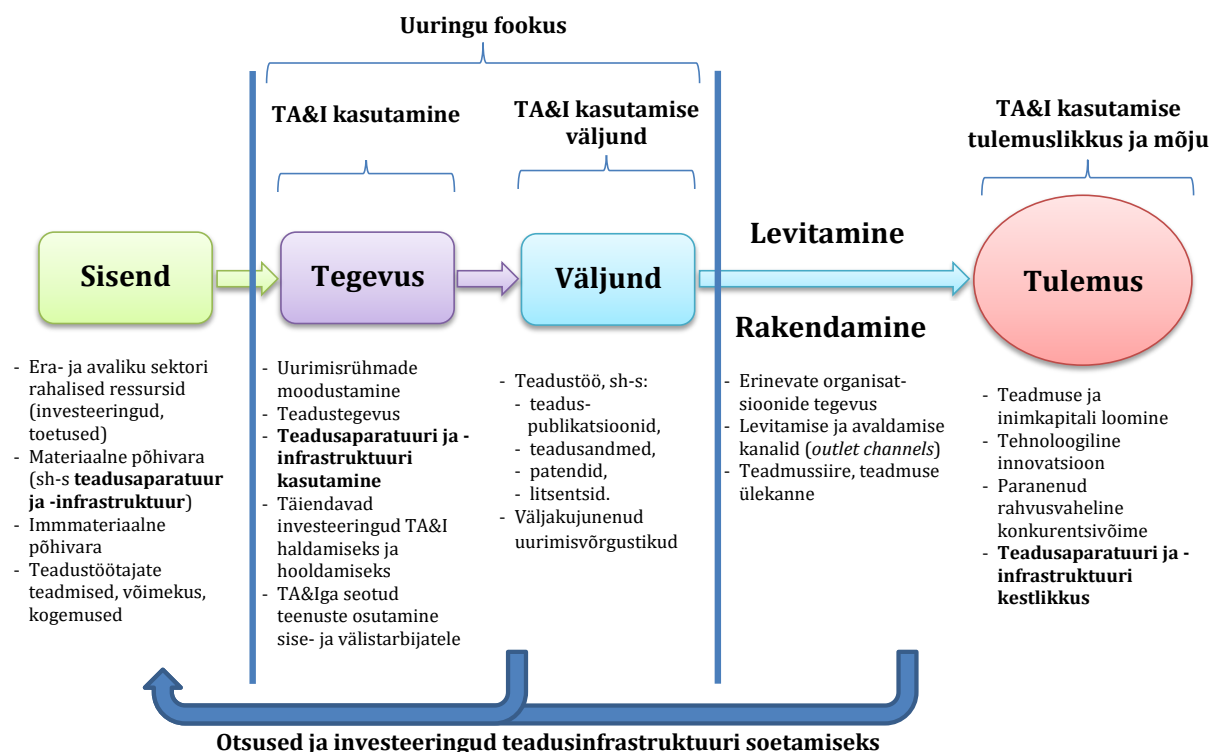 Uuringu fookus
TA&I kasutamine
TA&I kasutamise
väljund
TA&I kasutamise
tulemuslikkus ja mõju
Sisend
Tegevus
Väljund
Levitamine
Rakendamine
Tulemus
- Era- ja avaliku sektori
rahalised ressursid
(investeeringud,
toetused)
- Materiaalne põhivara
(sh-s teadusaparatuur
ja -infrastruktuur)
- Immmateriaalne
põhivara
- Teadustöötajate
teadmised, võimekus,
kogemused
- Uurimisrühmade
moodustamine
- Teadustegevus
- Teadusaparatuuri ja -
infrastruktuuri
kasutamine
- Täiendavad
investeeringud TA&I
haldamiseks ja
hooldamiseks
- TA&Iga seotud
teenuste osutamine
sise- ja välistarbijatele
- Teadustöö, sh-s:
- teadus-
publikatsioonid,
- teadusandmed,
- patendid,
- litsentsid.
- Väljakujunenud
uurimisvõrgustikud
- Erinevate organisat-
sioonide tegevus
- Levitamise ja avaldamise
kanalid (outlet channels)
- Teadmussiire, teadmuse
ülekanne
- Teadmuse ja
inimkapitali loomine
- Tehnoloogiline
innovatsioon
- Paranenud
rahvusvaheline
konkurentsivõime
- Teadusaparatuuri ja -
infrastruktuuri
kestlikkus
Otsused ja investeeringud teadusinfrastruktuuri soetamiseks